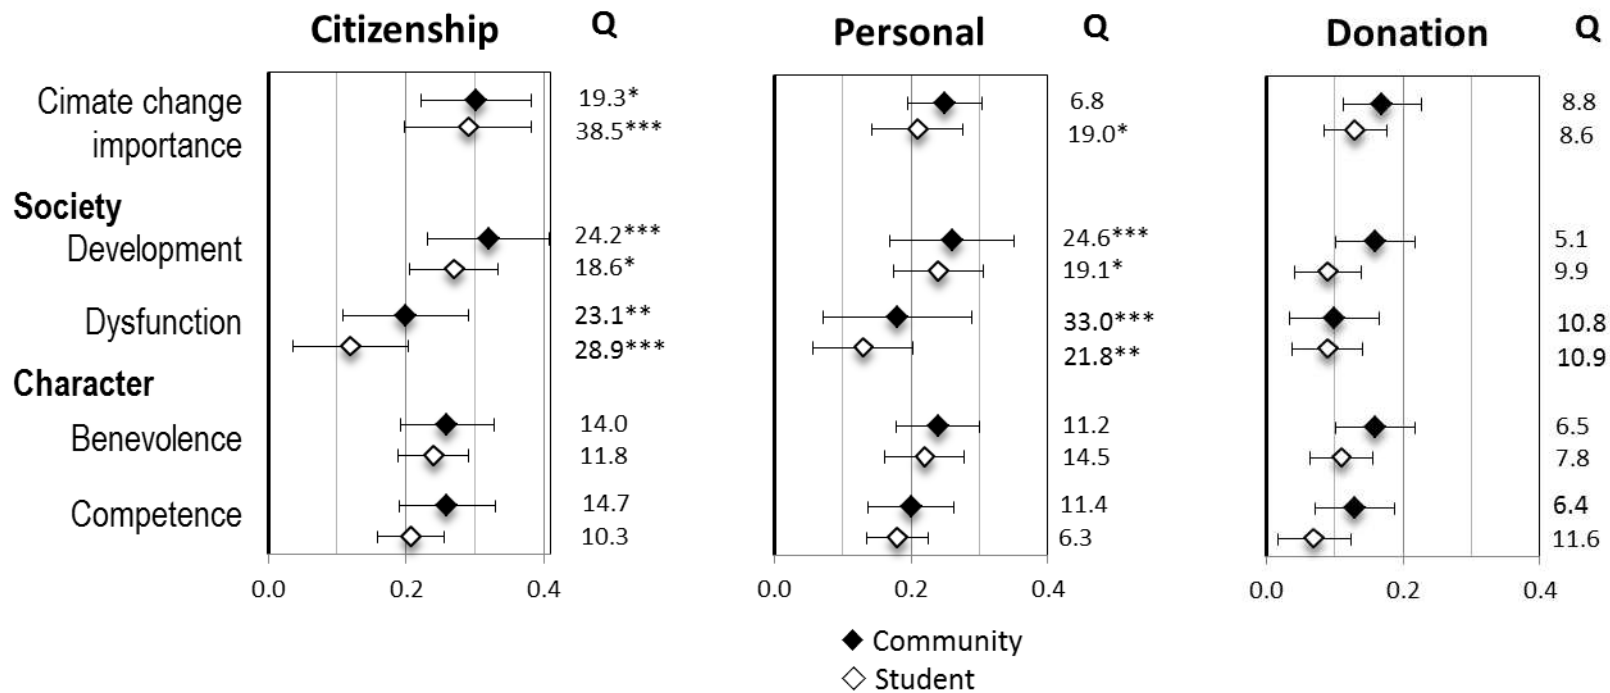 Citizenship Q Personal Q Donation Q
Cimate change
importance
19.3* 6.8 8.8
38.5*** 19.0* 8.6
Society
Development
24.2*** 24.6*** 5.1
18.6* 19.1* 9.9
Dysfunction
23.1** 33.0*** 10.8
28.9*** 21.8** 10.9
Character
Benevolence
14.0 11.2 6.5
11.8 14.5 7.8
Competence
14.7 11.4 6.4
10.3 6.3 11.6
0.0 0.2 0.4 0.0 0.2 0.4 0.0 0.2 0.4
Community
Student